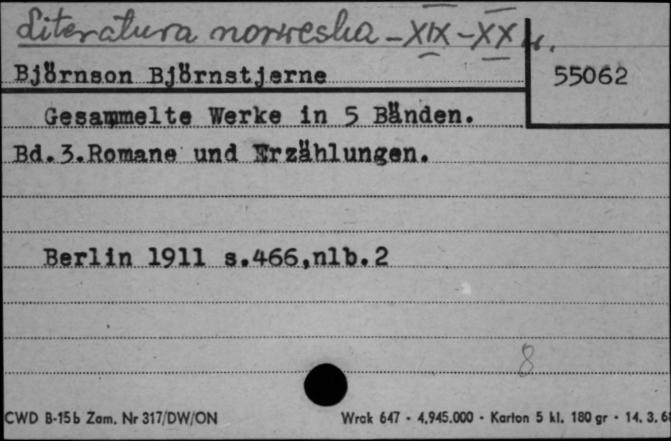 Literatura norweska - XIX - XX w.
Björnson Björnstjerne
55062
Gesammelte Werke in 5 Bänden.
Bd.3.Romane und Erzählungen.
Berlin 1911 s.466,nlb.2
8
CWD B-15b Zam. Nr 317/DW/ON
Wrak 647 - 4.945.000 - Karton 5 kl. 180 gr - 14. 3. 6